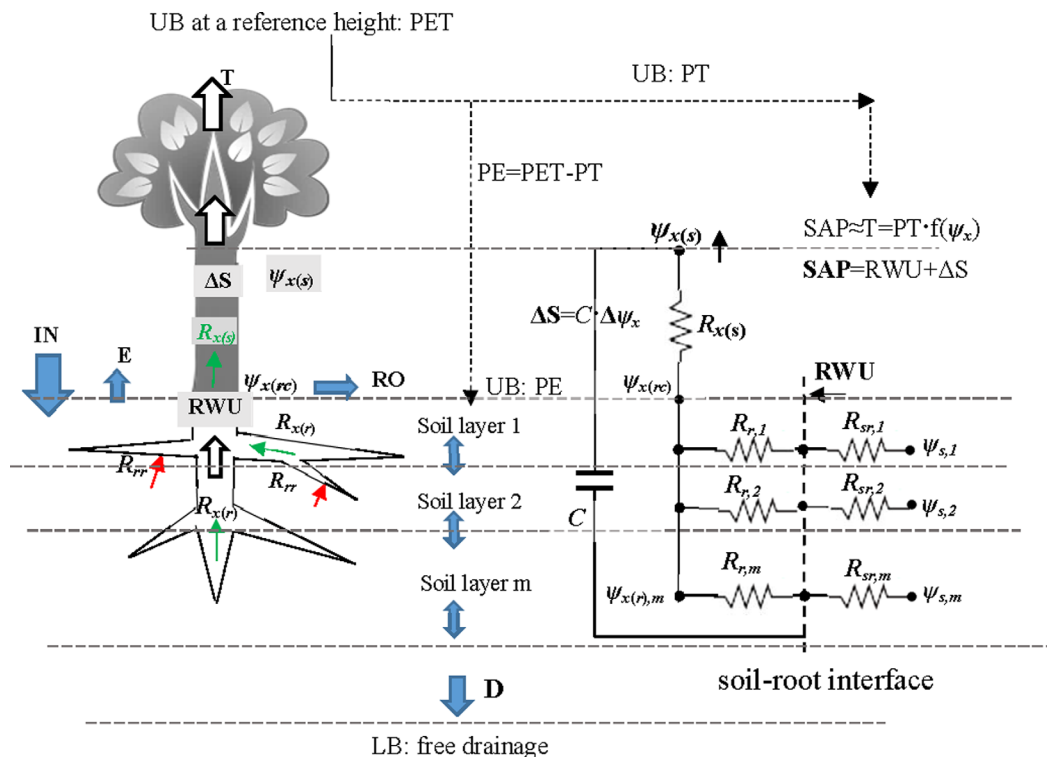 UB at a reference height: PET
T
UB: PT
PE=PET-PT
SAP≈T=PT·f(ψx)
ψx(s)
SAP=RWU+ΔS
ΔS
ψx(s)
ΔS=C·Δψx
Rx(s)
Rx(s)
IN
E
ψx(rc)
RO
UB: PE
ψx(rc)
RWU
RWU
Rx(r)
Soil layer 1
Rr,1
Rsr,1
ψs,1
Rrr
Rrr
Rx(r)
Soil layer 2
C
Rr,2
Rsr,2
ψs,2
Soil layer m
ψx(r),m
Rr,m
Rsr,m
ψs,m
soil-root interface
D
LB: free drainage